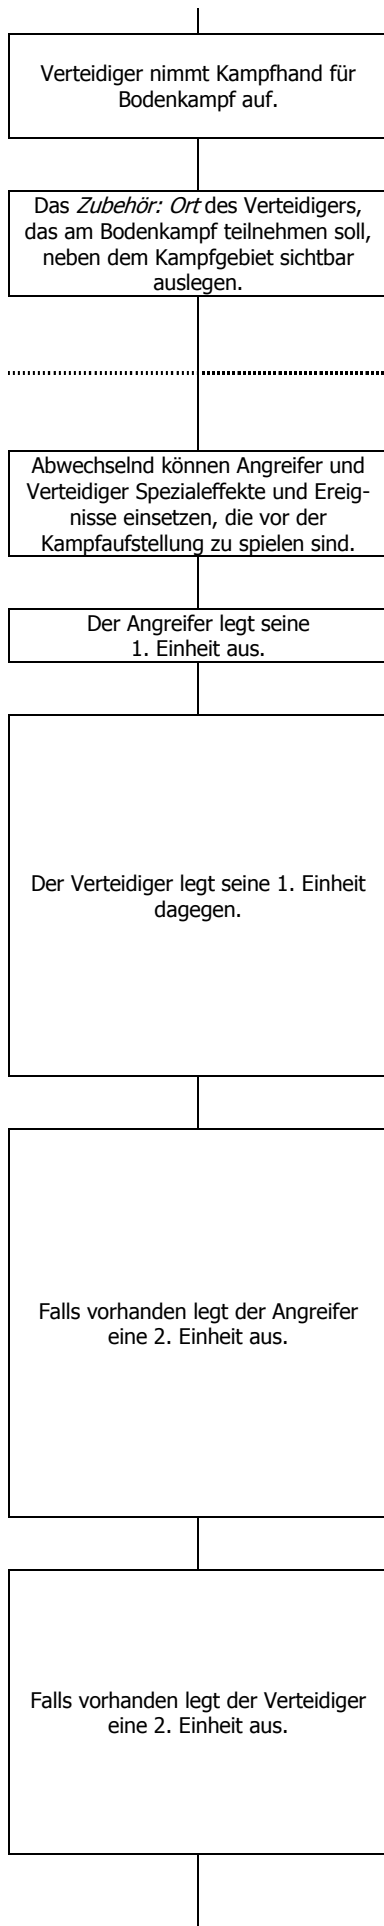 Verteidiger nimmt Kampfhand für
Bodenkampf auf.
Das Zubehör: Ort des Verteidigers,
das am Bodenkampf teilnehmen soll,
neben dem Kampfgebiet sichtbar
auslegen.
Abwechselnd können Angreifer und
Verteidiger Spezialeffekte und Ereig-
nisse einsetzen, die vor der
Kampfaufstellung zu spielen sind.
Der Angreifer legt seine
1. Einheit aus.
Der Verteidiger legt seine 1. Einheit
dagegen.
Falls vorhanden legt der Angreifer
eine 2. Einheit aus.
Falls vorhanden legt der Verteidiger
eine 2. Einheit aus.